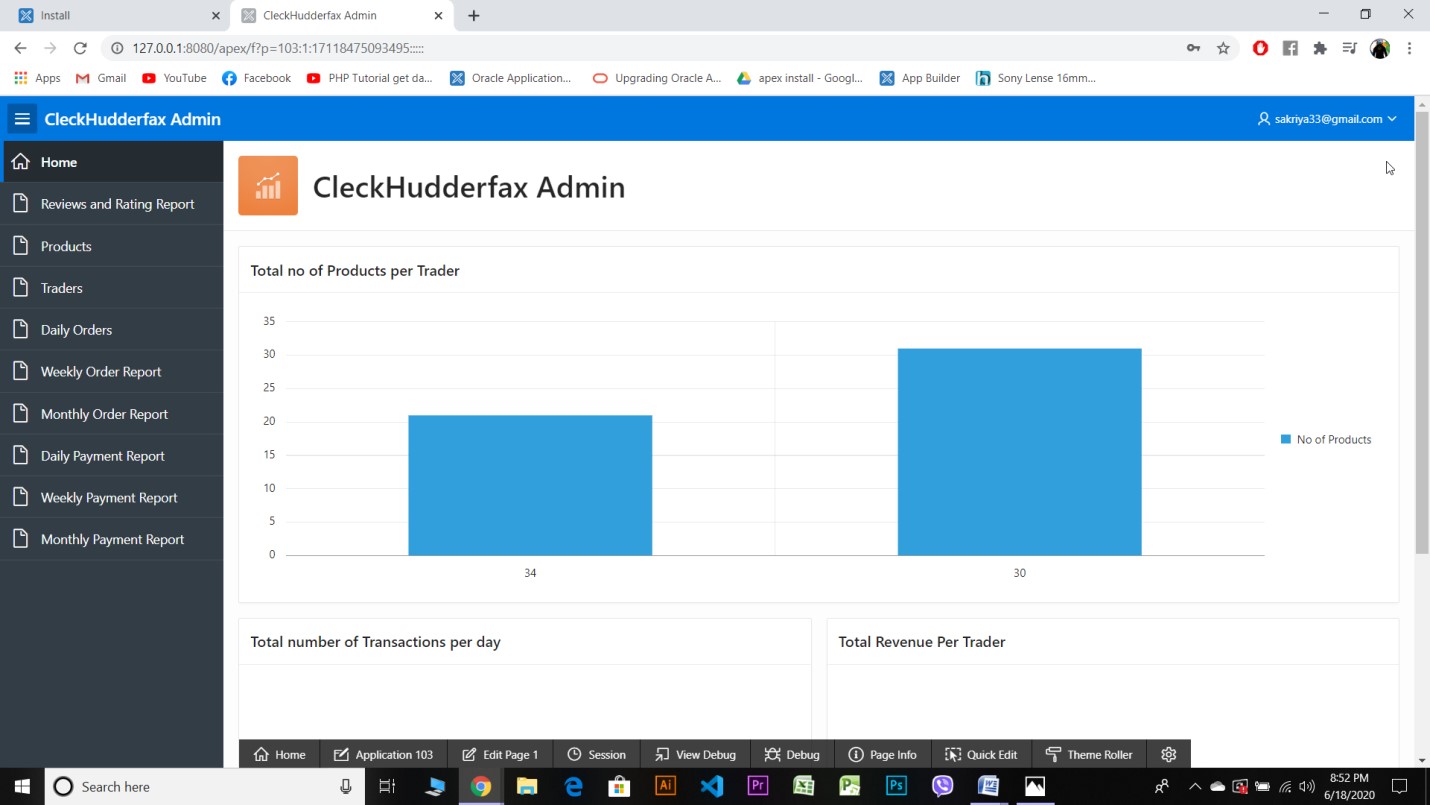 Install
CleckHudderfax Admin
127.0.0.1:8080/apex/f?p=103:1:17118475093495:::::
Apps Gmail YouTube Facebook PHP Tutorial get da... Oracle Application... Upgrading Oracle A... apex install - Googl... App Builder Sony Lense 16mm...
CleckHudderfax Admin
sakriya33@gmail.com
Home
Reviews and Rating Report
Products
Traders
Daily Orders
Weekly Order Report
Monthly Order Report
Daily Payment Report
Weekly Payment Report
Monthly Payment Report
CleckHudderfax Admin
Total no of Products per Trader
35
30
25
20
15
10
5
0
34 30
No of Products
Total number of Transactions per day
Total Revenue Per Trader
Home Application 103 Edit Page 1 Session View Debug Debug Page Info Quick Edit Theme Roller
Search here
Ai Pr Ps
8:52 PM
6/18/2020